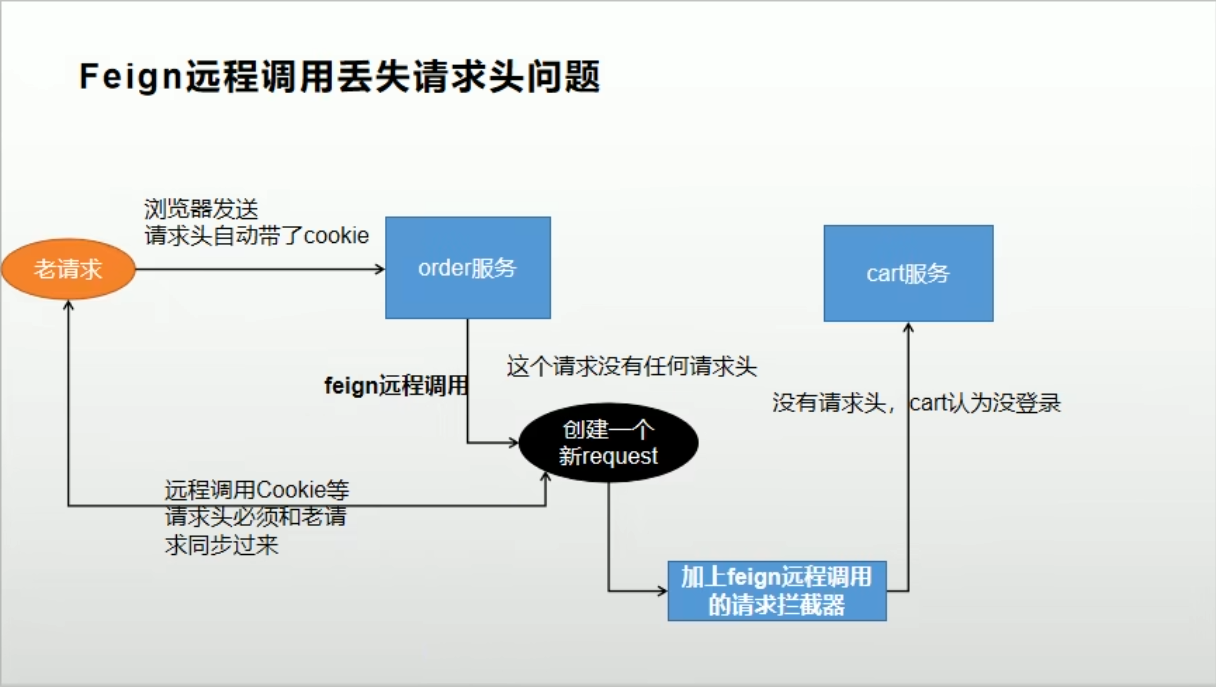 Feign远程调用丢失请求头问题
浏览器发送
请求头自动带了cookie
老请求
order服务
cart服务
这个请求没有任何请求头
feign远程调用
没有请求头，cart认为没登录
创建一个
新request
远程调用Cookie等
请求头必须和老请
求同步过来
加上feign远程调用
的请求拦截器